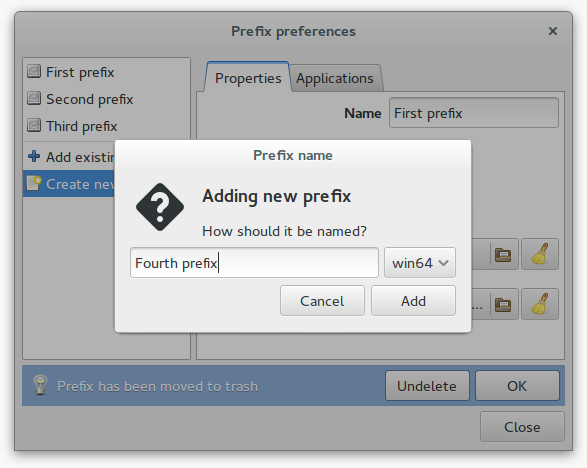 Prefix preferences
First prefix
Second prefix
Third prefix
Add existin
Create new
Properties
Applications
Name
First prefix
Prefix name
Adding new prefix
How should it be named?
Fourth prefix
win64
Cancel
Add
...
Prefix has been moved to trash
Undelete
OK
Close